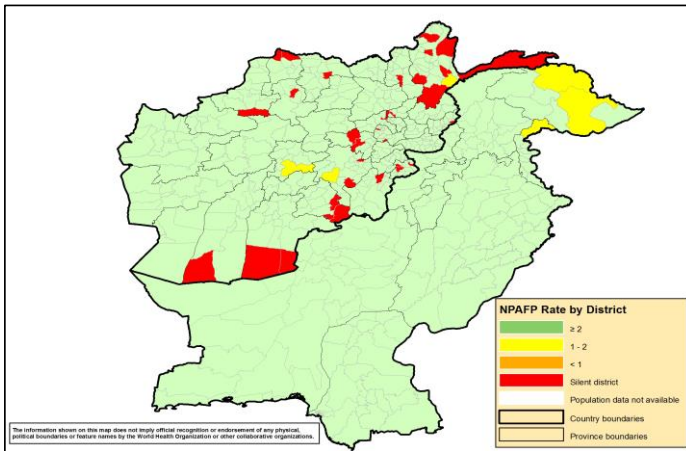 NPAFP Rate by District
≥ 2
1 - 2
< 1
Silent district
Population data not available
Country boundaries
Province boundaries
The information shown on this map does not imply official recognition or endorsement of any physical,
political boundaries or feature names by the World Health Organization or other collaborative organizations.